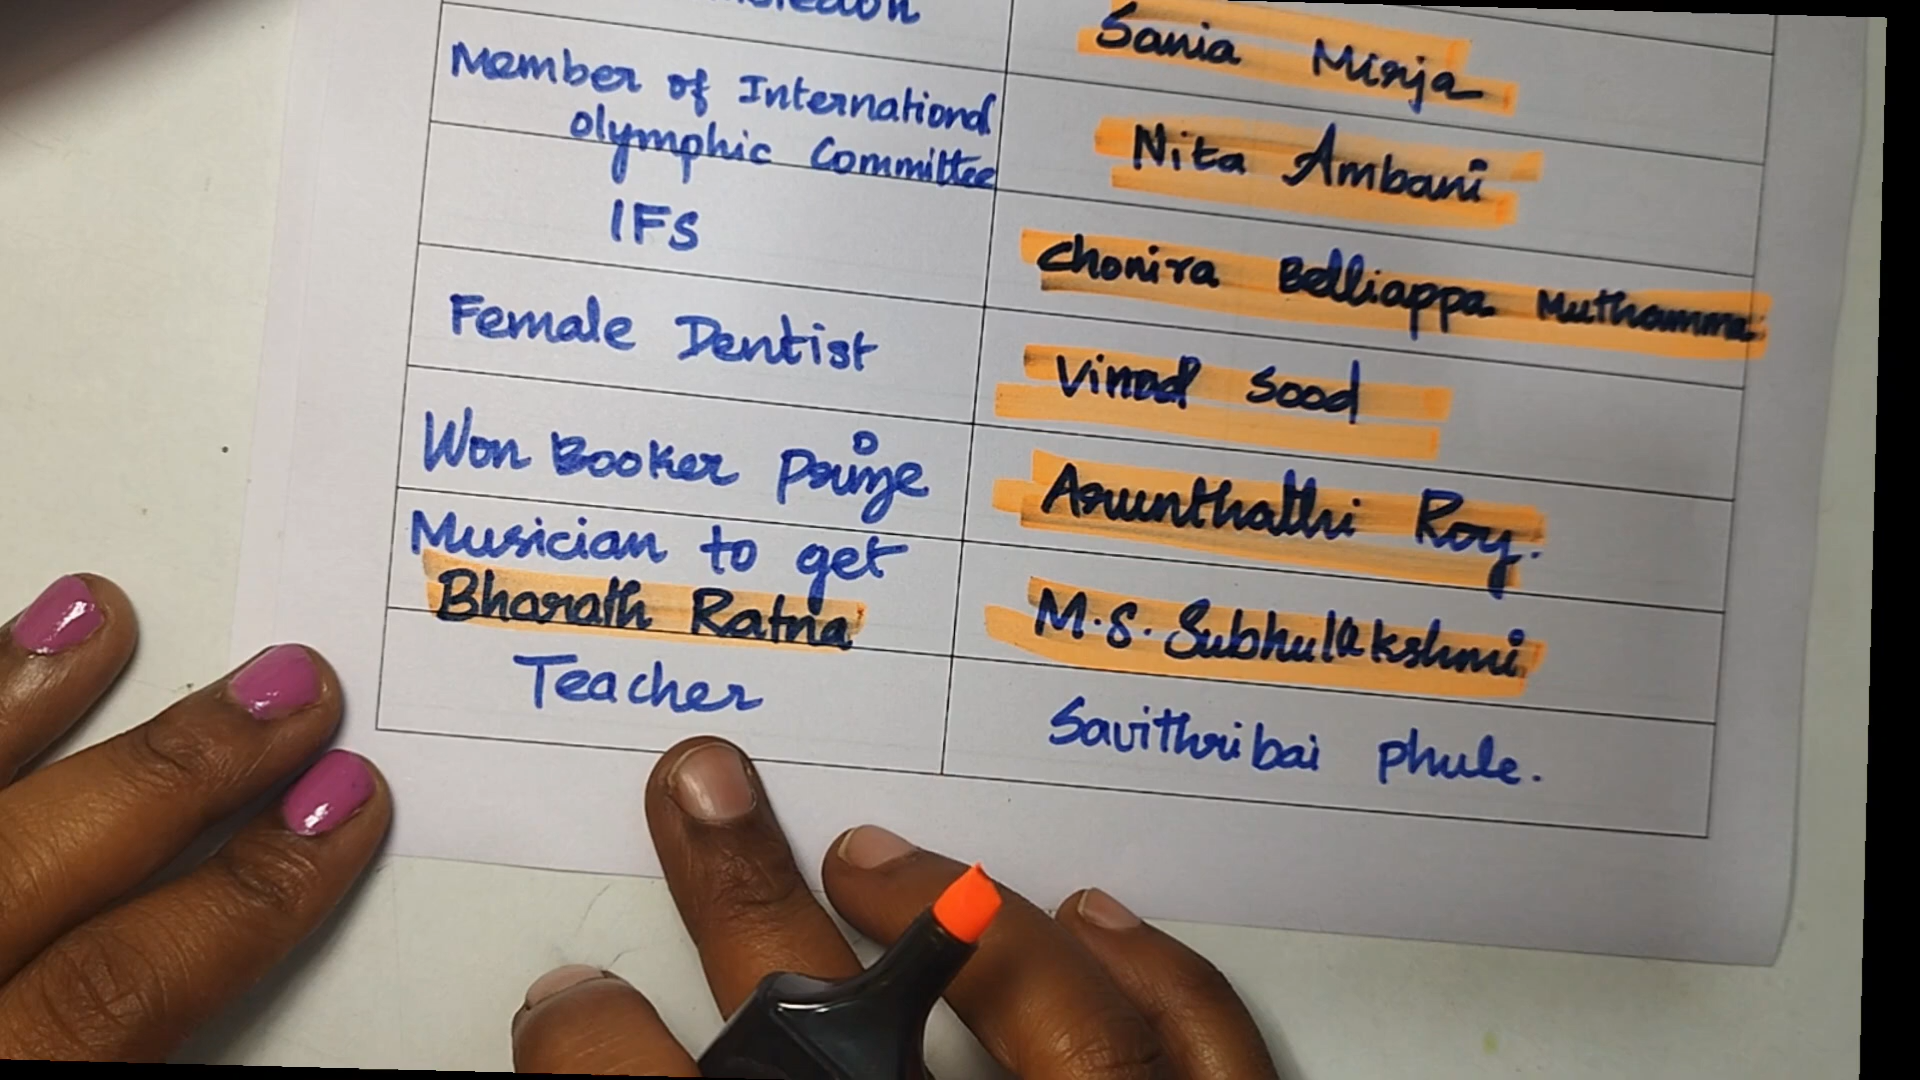 Sania Mirja
Member of International
olymphic Committee
Nita Ambani
IFS
Chonira Belliappa Muthamma
Female Dentist
Vimal Sood
Won Booker Prize
Arunthathi Roy.
Musician to get
Bharath Ratna
M.S. Subhulakshmi
Teacher
Savithribai phule.